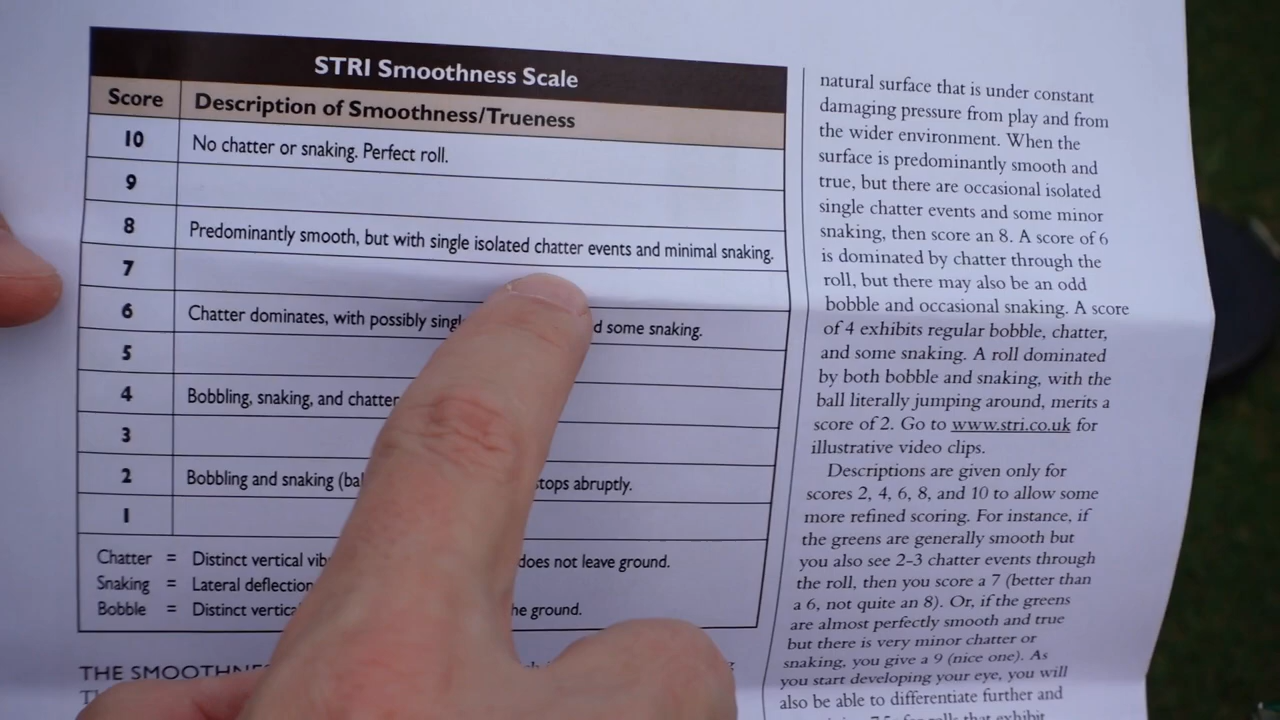 STRI Smoothness Scale
Score Description of Smoothness/Trueness
10 No chatter or snaking. Perfect roll.
9
8 Predominantly smooth, but with single isolated chatter events and minimal snaking.
7
6 Chatter dominates, with possibly some snaking.
5
4 Bobbling, snaking, and chatter
3
2 Bobbling and snaking stops abruptly.
1
Chatter = Distinct vertical does not leave ground.
Snaking = Lateral deflection
Bobble = Distinct ground.
THE
natural surface that is under constant
damaging pressure from play and from
the wider environment. When the
surface is predominantly smooth and
true, but there are occasional isolated
single chatter events and some minor
snaking, then score an 8. A score of 6
is dominated by chatter through the
roll, but there may also be an odd
bobble and occasional snaking. A score
of 4 exhibits regular bobble, chatter,
and some snaking. A roll dominated
by both bobble and snaking, with the
ball literally jumping around, merits a
score of 2. Go to www.stri.co.uk for
illustrative video clips.
Descriptions are given only for
scores 2, 4, 6, 8, and 10 to allow some
more refined scoring. For instance, if
the greens are generally smooth but
you also see 2-3 chatter events through
the roll, then you score a 7 (better than
a 6, not quite an 8). Or, if the greens
are almost perfectly smooth and true
but there is very minor chatter or
snaking, you give a 9 (nice one). As
you start developing your eye, you will
also be able to differentiate further and